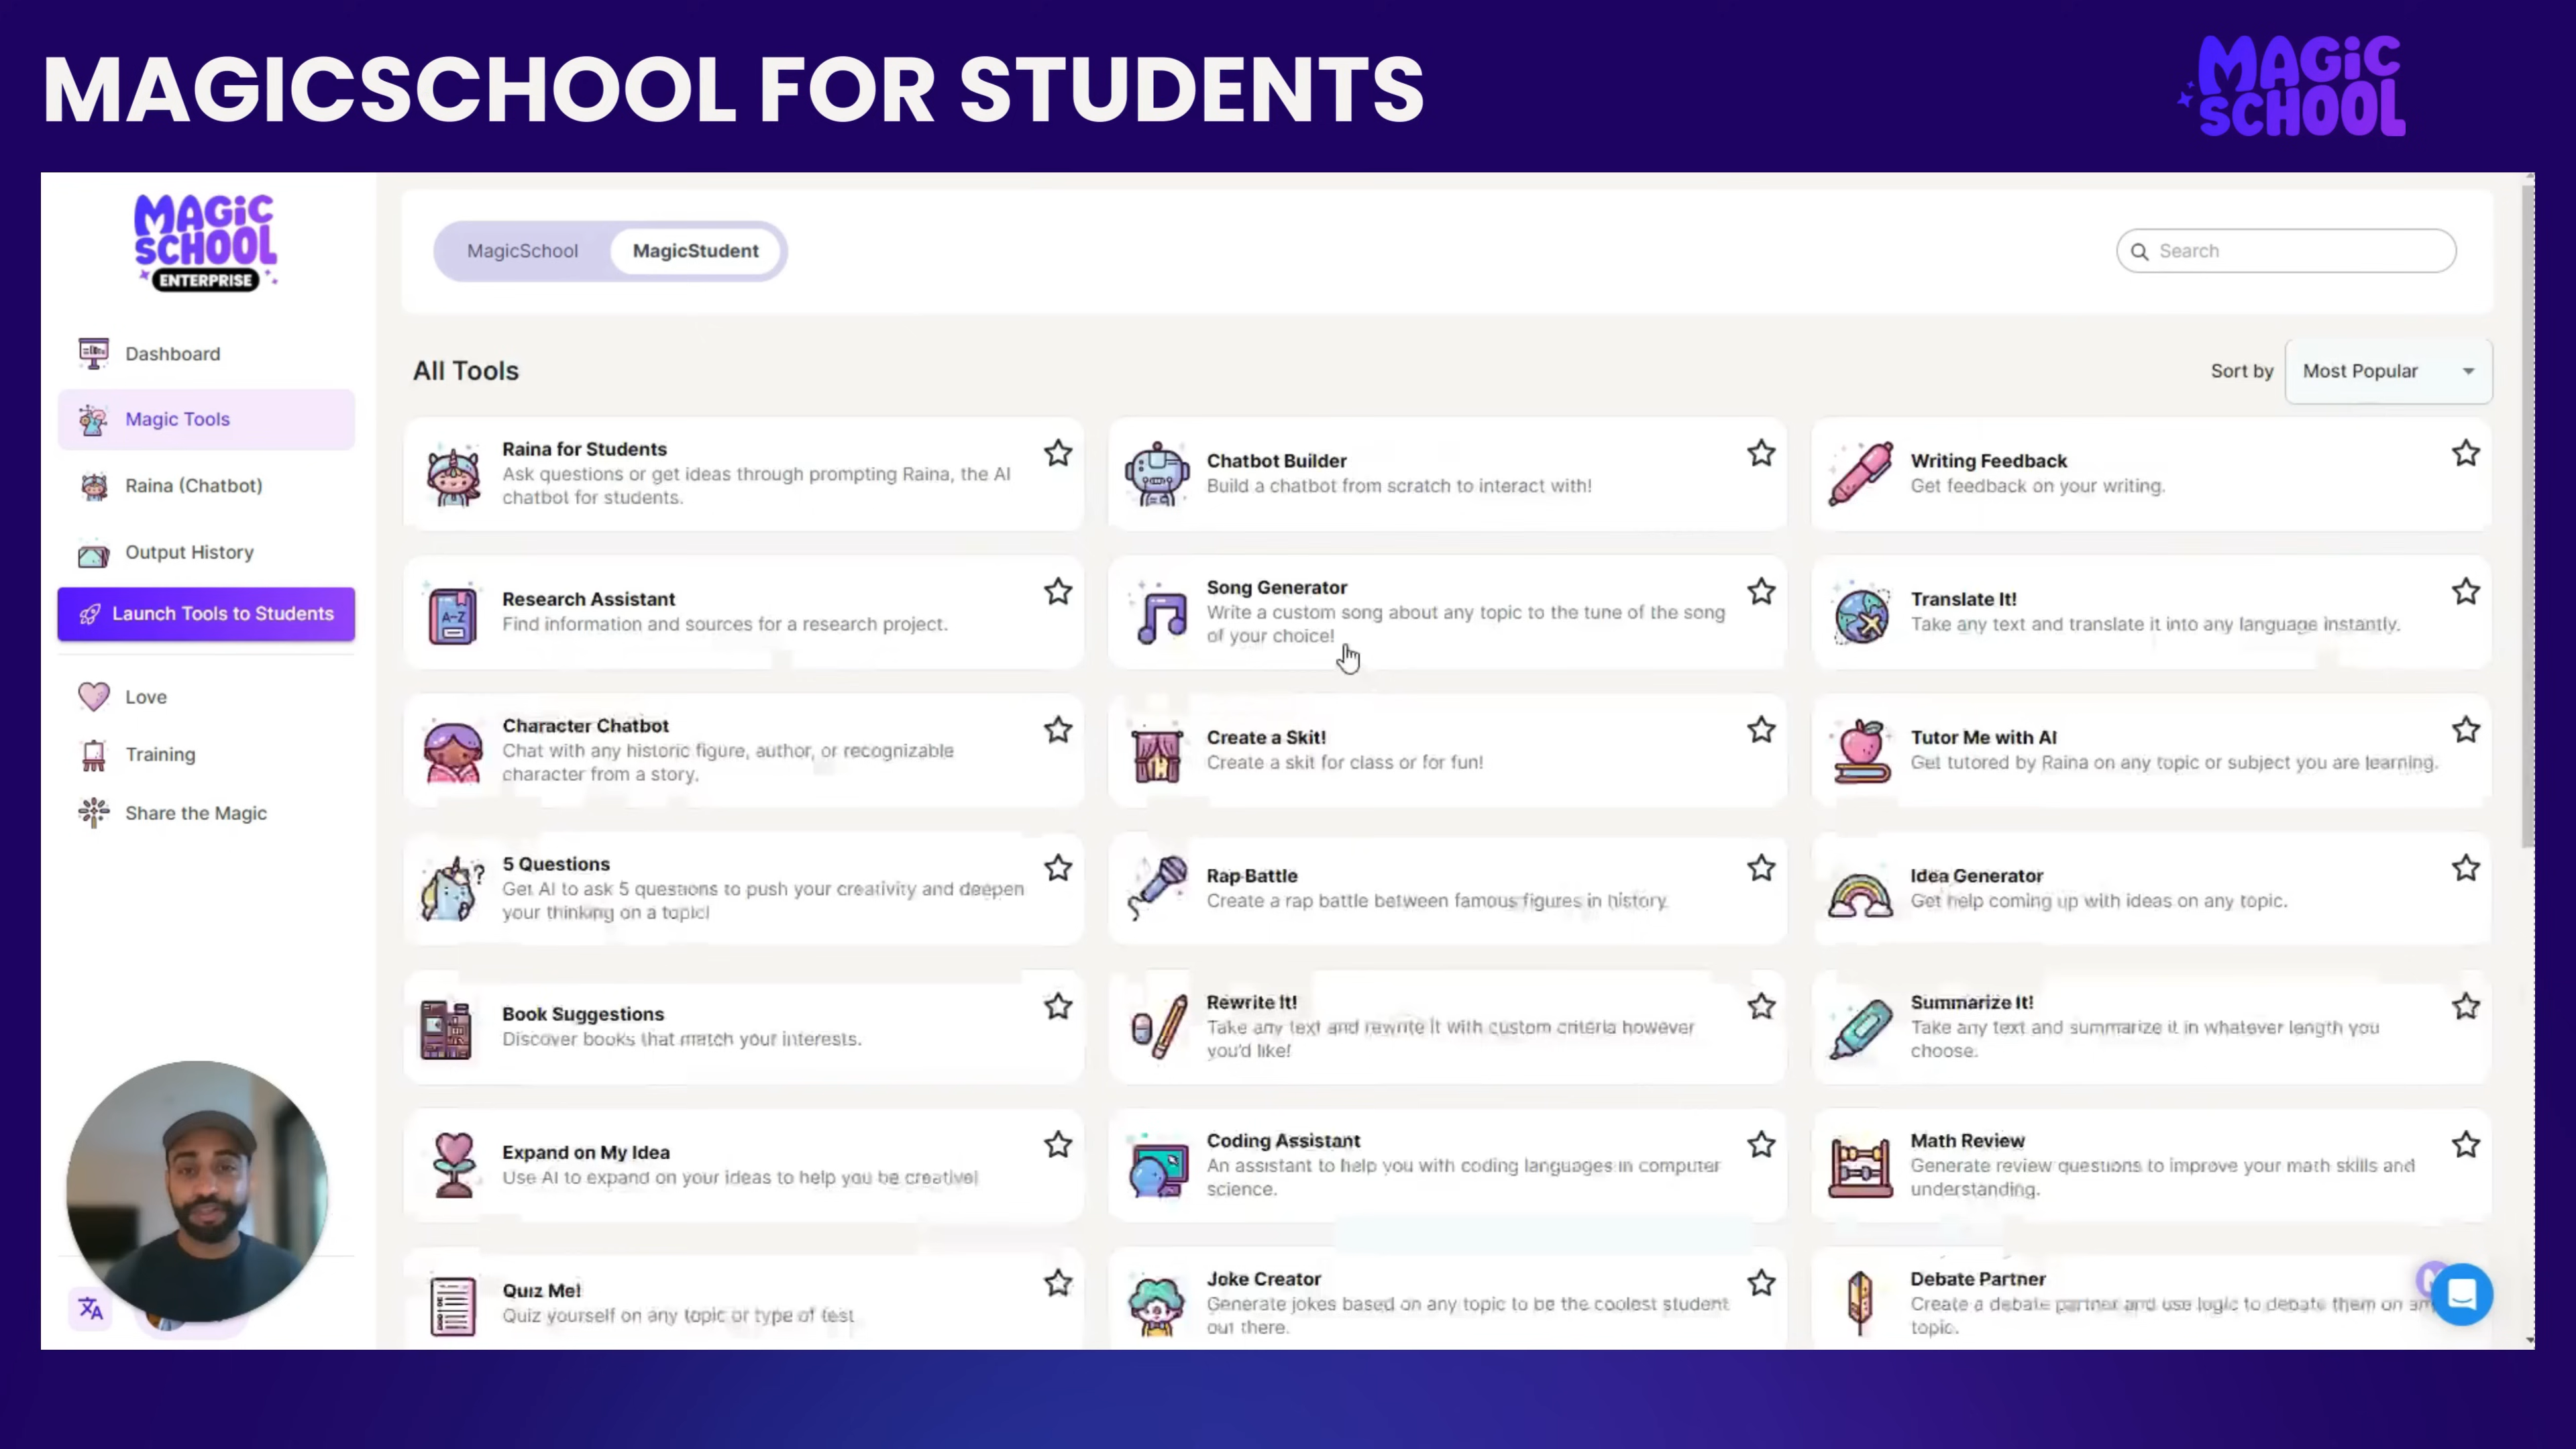 MAGICSCHOOL FOR STUDENTS
MAGIC
SCHOOL
MAGIC
SCHOOL
ENTERPRISE
Dashboard
Magic Tools
Raina (Chatbot)
Output History
Launch Tools to Students
Love
Training
Share the Magic
MagicSchool
MagicStudent
Search
All Tools
Sort by
Most Popular
Raina for Students
Ask questions or get ideas through prompting Raina, the AI
chatbot for students.
Chatbot Builder
Build a chatbot from scratch to interact with!
Writing Feedback
Get feedback on your writing.
A-Z
Research Assistant
Find information and sources for a research project.
Song Generator
Write a custom song about any topic to the tune of the song
of your choice!
Translate It!
Take any text and translate it into any language instantly.
Character Chatbot
Chat with any historic figure, author, or recognizable
character from a story.
Create a Skit!
Create a skit for class or for fun!
Tutor Me with AI
Get tutored by Raina on any topic or subject you are learning.
5 Questions
Get AI to ask 5 questions to push your creativity and deepen
your thinking on a topic!
Rap Battle
Create a rap battle between famous figures in history.
Idea Generator
Get help coming up with ideas on any topic.
Book Suggestions
Discover books that match your interests.
Rewrite It!
Take any text and rewrite it with custom criteria however
you'd like!
Summarize It!
Take any text and summarize it in whatever length you
choose.
Expand on My Idea
Use AI to expand on your ideas to help you be creative!
Coding Assistant
An assistant to help you with coding languages in computer
science.
Math Review
Generate review questions to improve your math skills and
understanding.
Quiz Me!
Quiz yourself on any topic or type of test
Joke Creator
Generate jokes based on any topic to be the coolest student
out there.
Debate Partner
Create a debate partner and use logic to debate them on
topic.